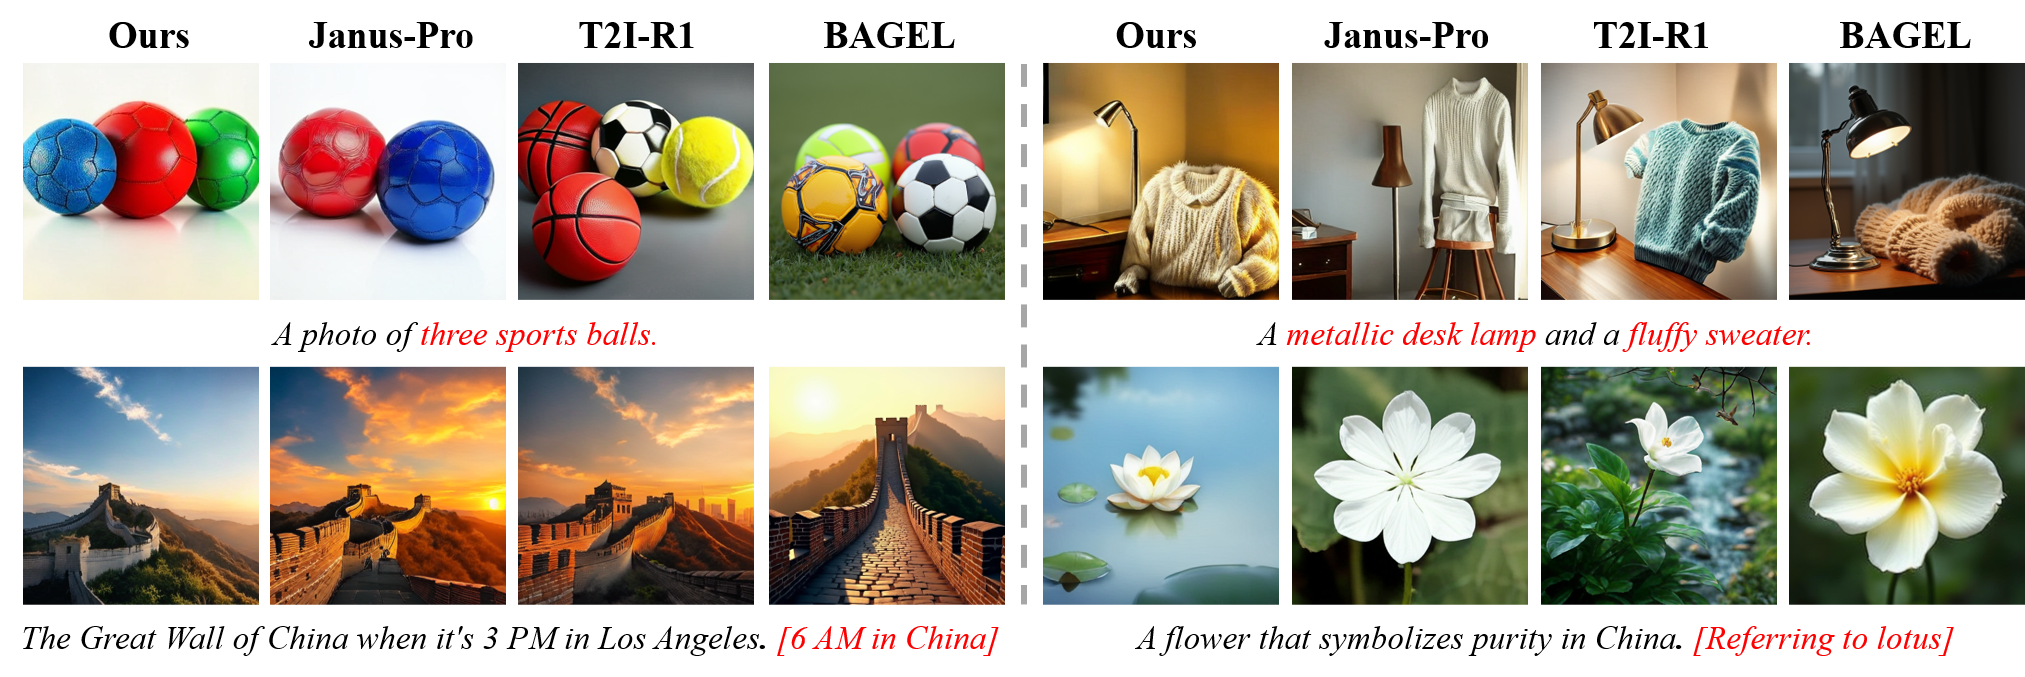 Ours Janus-Pro T2I-R1 BAGEL Ours Janus-Pro T2I-R1 BAGEL
A photo of three sports balls.
A metallic desk lamp and a fluffy sweater.
The Great Wall of China when it's 3 PM in Los Angeles. [6 AM in China]
A flower that symbolizes purity in China. [Referring to lotus]